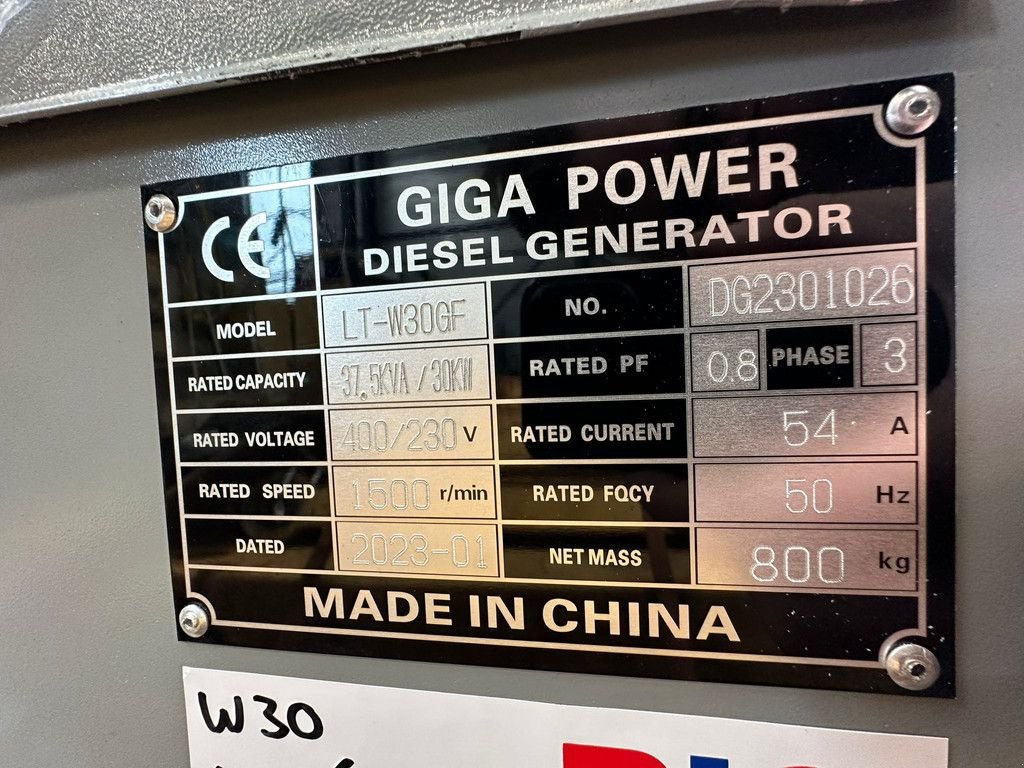 CE
GIGA POWER
DIESEL GENERATOR
MODEL LT-W30GF NO. DG2301026
RATED CAPACITY 37.5KVA/30KW RATED PF 0.8 PHASE 3
RATED VOLTAGE 400/230 V RATED CURRENT 54 A
RATED SPEED 1500 r/min RATED FQCY 50 Hz
DATED 2023-01 NET MASS 800 kg
MADE IN CHINA
W30